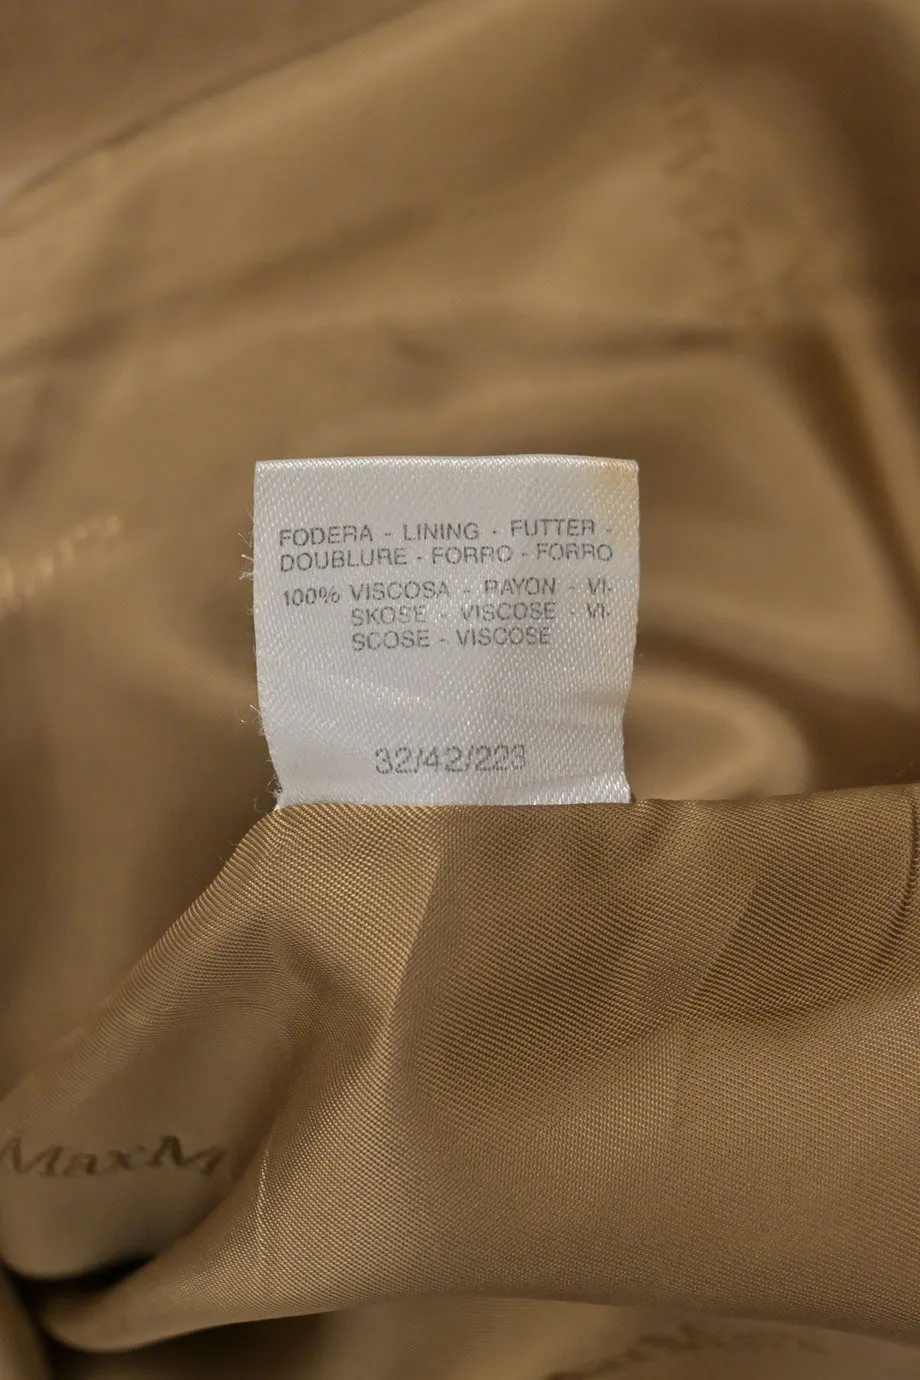 FODERA - LINING - FUTTER -
DOUBLURE - FORRO - FORRO
100% VISCOSA - RAYON - VI-
SKOSE - VISCOSE - VI-
SCOSE - VISCOSE
32/42/223
MaxM